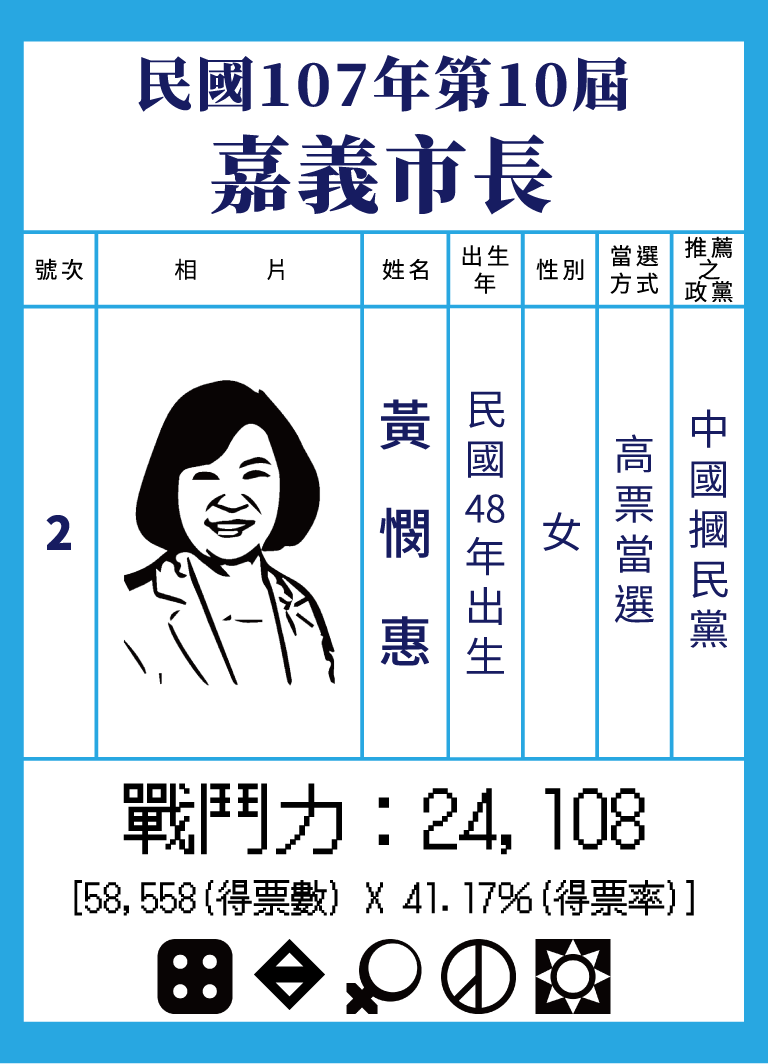 民國107年第10屆
嘉義市長
號次
相片
姓名
出生年
性別
當選方式
推薦之政黨
2
黃憫惠
民國48年出生
女
高票當選
中國摑民黨
戰鬥力：24,108
[58,558(得票數) X 41.17%(得票率)]